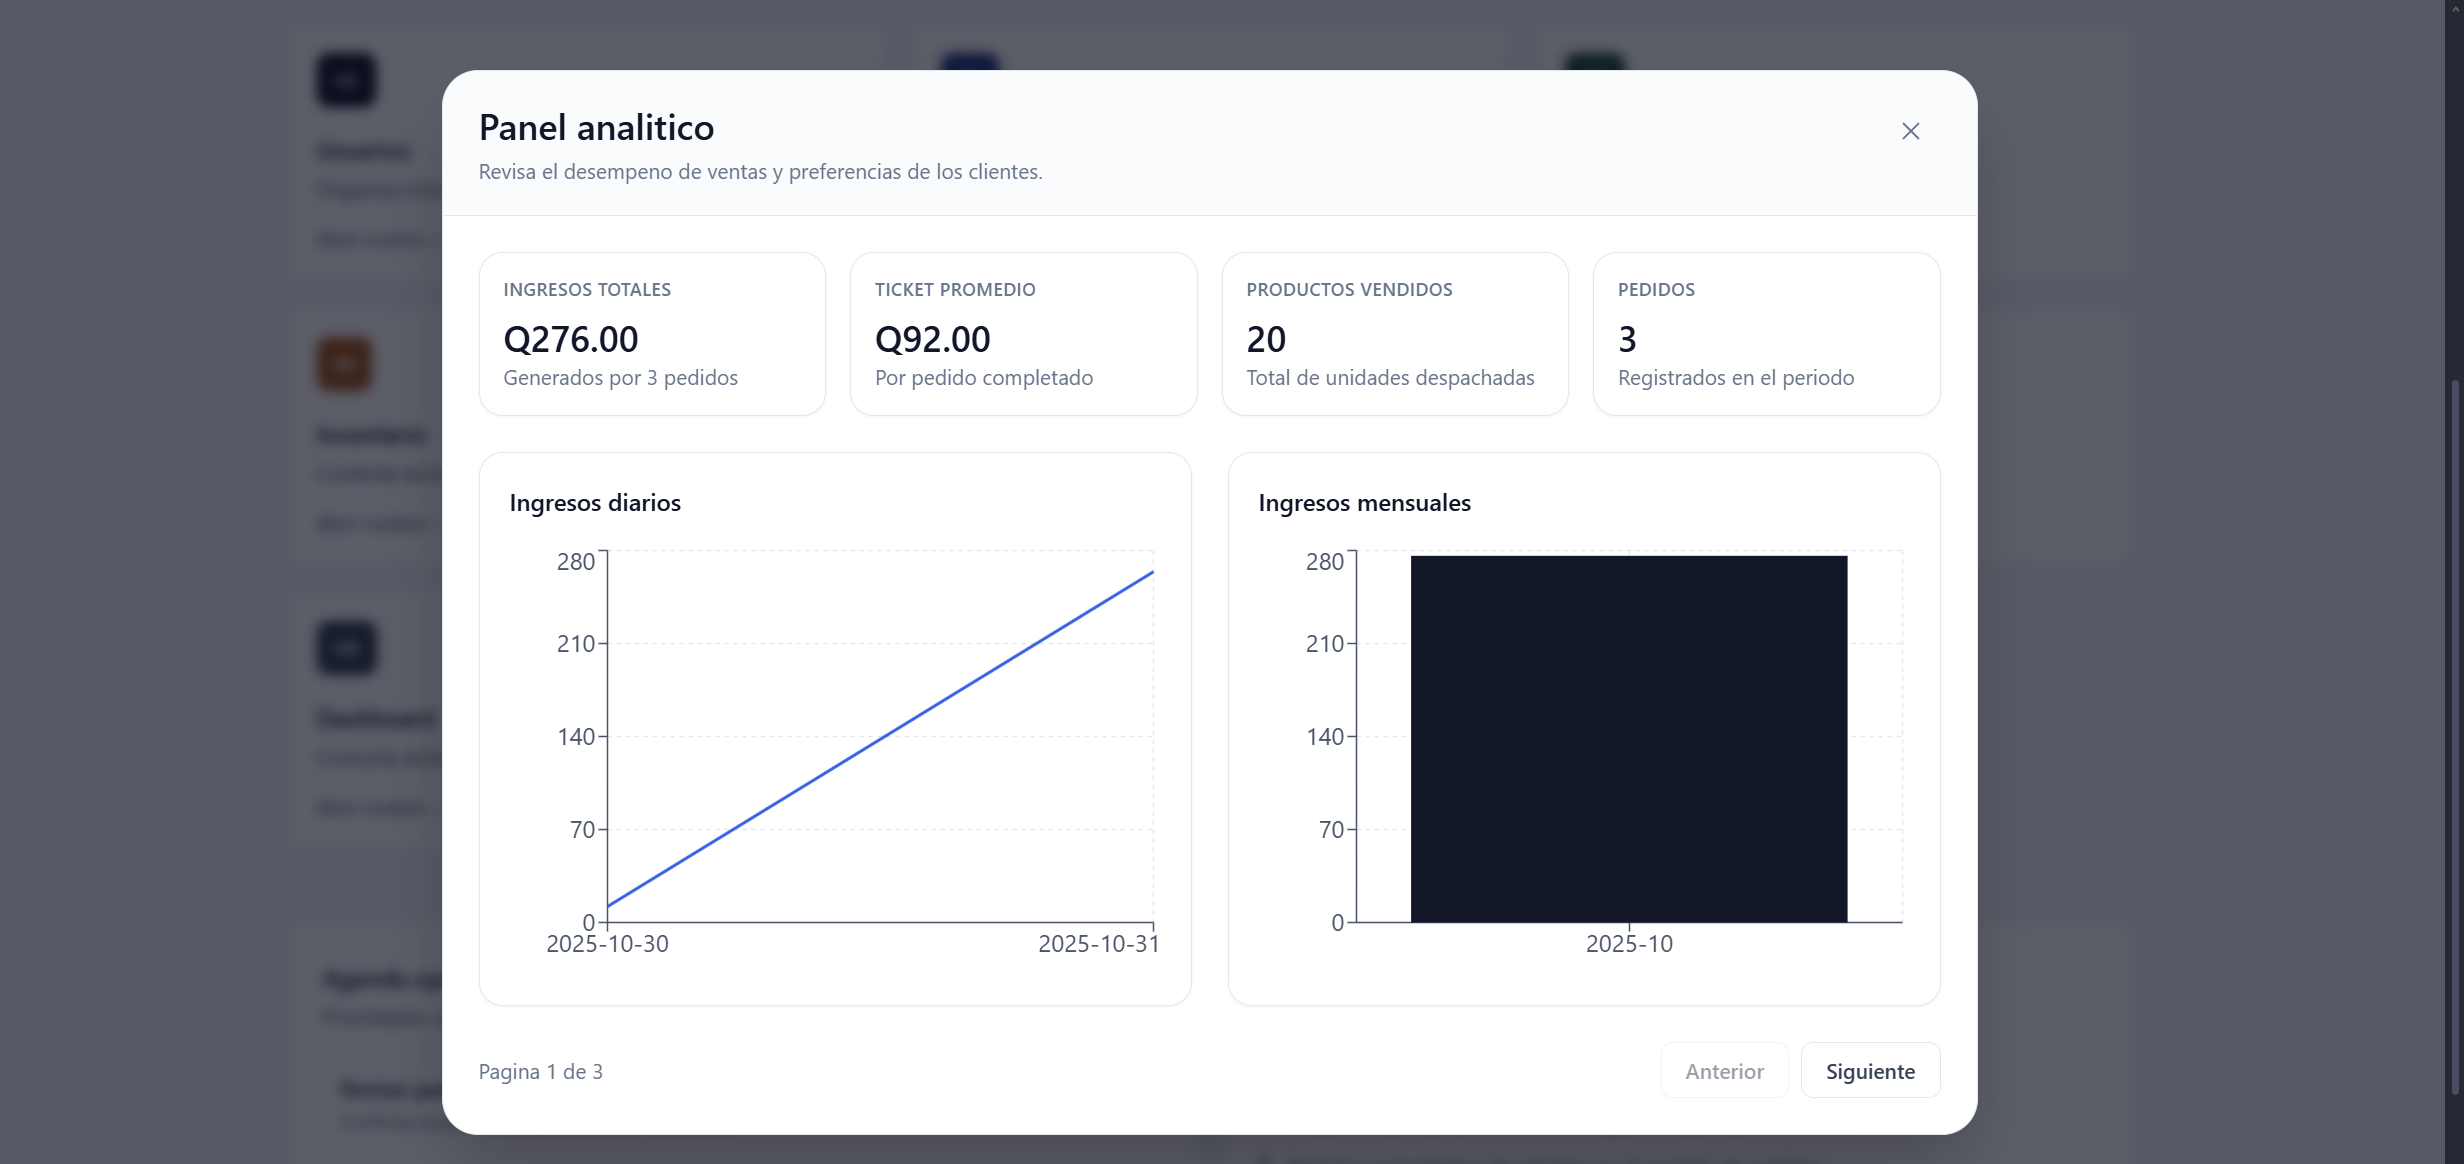 Panel analitico
Revisa el desempeno de ventas y preferencias de los clientes.
INGRESOS TOTALES
Q276.00
Generados por 3 pedidos
TICKET PROMEDIO
Q92.00
Por pedido completado
PRODUCTOS VENDIDOS
20
Total de unidades despachadas
PEDIDOS
3
Registrados en el periodo
Ingresos diarios
280
210
140
70
0
2025-10-30
2025-10-31
Ingresos mensuales
280
210
140
70
0
2025-10
Pagina 1 de 3
Anterior
Siguiente
Usuarios
Inventario
Dashboard